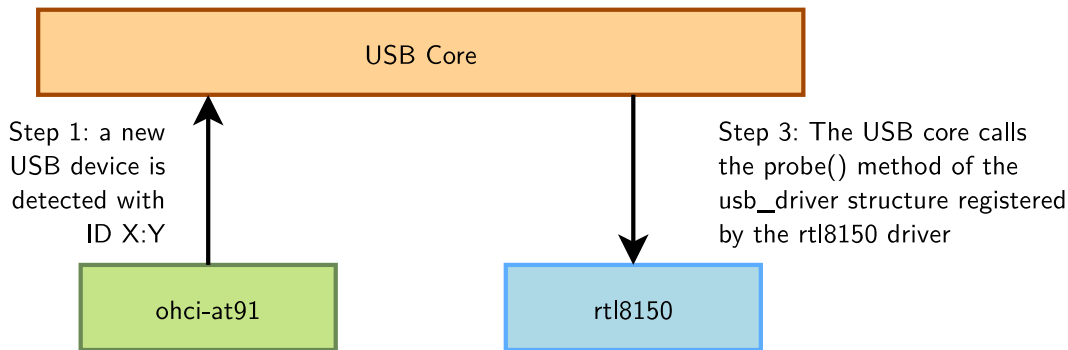 USB Core
Step 1: a new
USB device is
detected with
ID X:Y
Step 3: The USB core calls
the probe() method of the
usb_driver structure registered
by the rtl8150 driver
ohci-at91
rtl8150